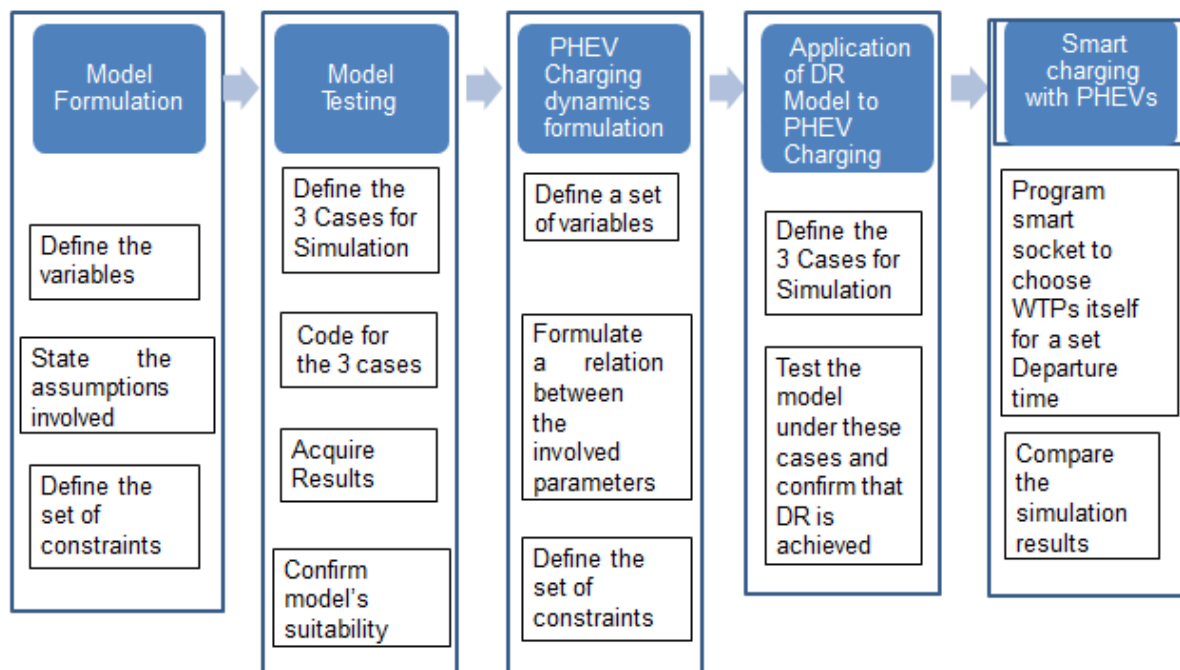 Model
Formulation
Define the
variables
State the
assumptions
involved
Define the
set of
constraints
Model
Testing
Define the
3 Cases for
Simulation
Code for
the 3 cases
Acquire
Results
Confirm
model's
suitability
PHEV
Charging
dynamics
formulation
Define a set
of variables
Formulate
a relation
between
the
involved
parameters
Define the
set of
constraints
Application
of DR
Model to
PHEV
Charging
Define the
3 Cases for
Simulation
Test the
model
under these
cases and
confirm that
DR is
achieved
Smart
charging
with PHEVs
Program
smart
socket to
choose
WTPs itself
for a set
Departure
time
Compare
the
simulation
results